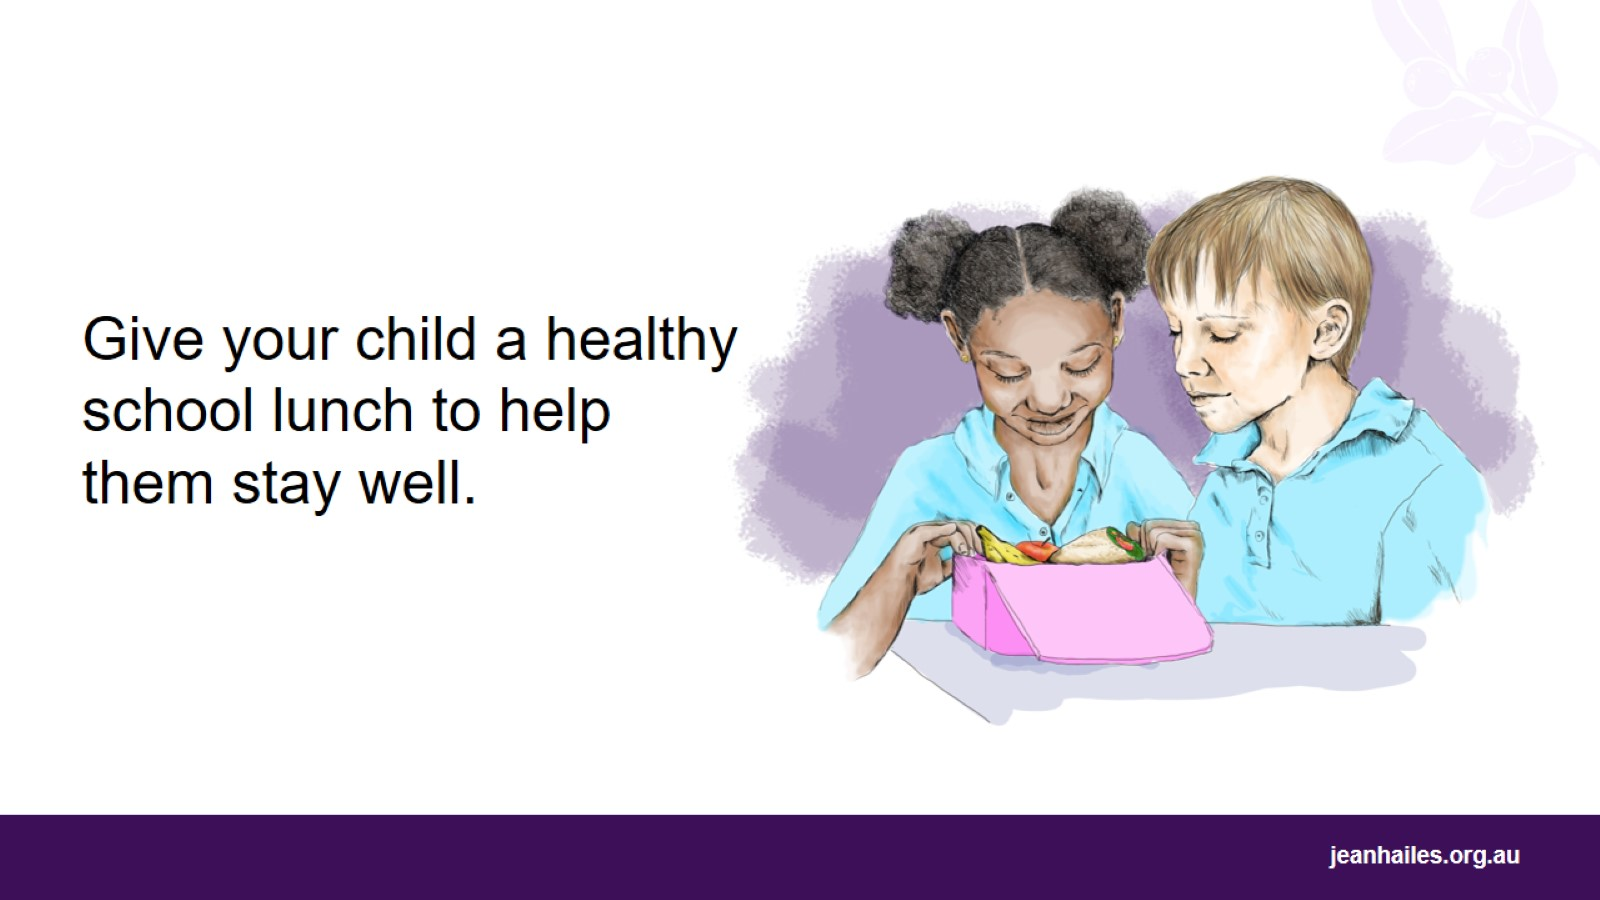 Give your child a healthy
school lunch to help
them stay well.
jeanhailes.org.au